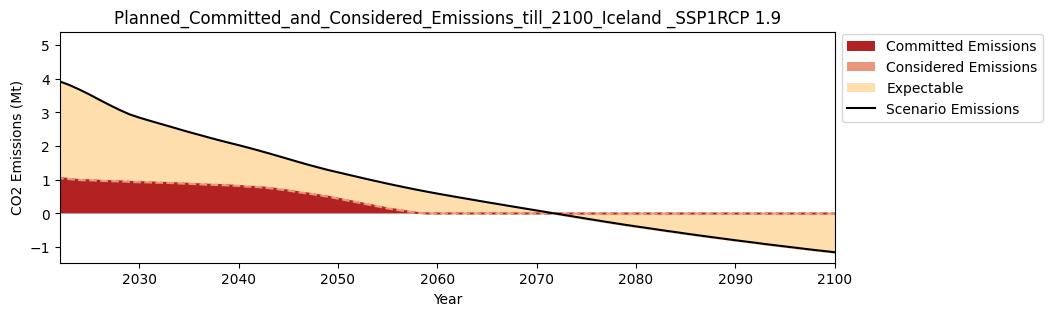 Planned_Committed_and_Considered_Emissions_till_2100_Iceland _SSP1RCP 1.9
5
4
3
2
1
0
−1
CO2 Emissions (Mt)
2030
2040
2050
2060
2070
2080
2090
2100
Year
Committed Emissions
Considered Emissions
Expectable
Scenario Emissions